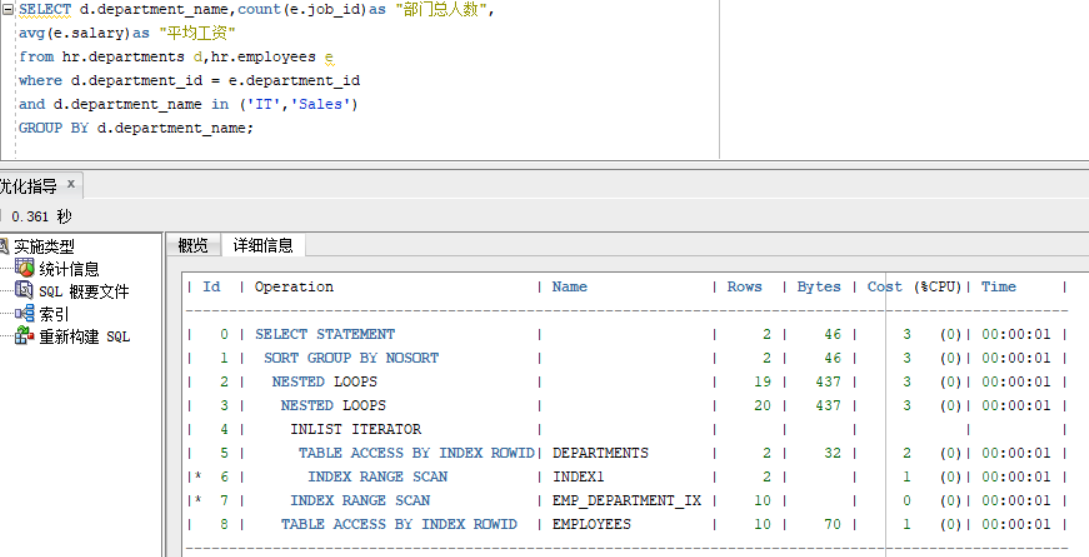 SELECT d.department_name,count(e.job_id)as "部门总人数",
avg(e.salary)as "平均工资"
from hr.departments d,hr.employees e
where d.department_id = e.department_id
and d.department_name in ('IT','Sales')
GROUP BY d.department_name;
优化指导 x
0.361 秒
实施类型
统计信息
SQL 概要文件
索引
重新构建 SQL
概览 详细信息
| Id | Operation | Name | Rows | Bytes | Cost (%CPU)| Time |
| 0 | SELECT STATEMENT | | 2 | 46 | 3 (0)| 00:00:01 |
| 1 | SORT GROUP BY NOSORT | | 2 | 46 | 3 (0)| 00:00:01 |
| 2 | NESTED LOOPS | | 19 | 437 | 3 (0)| 00:00:01 |
| 3 | NESTED LOOPS | | 20 | 437 | 3 (0)| 00:00:01 |
| 4 | INLIST ITERATOR | | | | | |
| 5 | TABLE ACCESS BY INDEX ROWID| DEPARTMENTS | 2 | 32 | 2 (0)| 00:00:01 |
|* 6 | INDEX RANGE SCAN | INDEX1 | 2 | | 1 (0)| 00:00:01 |
|* 7 | INDEX RANGE SCAN | EMP_DEPARTMENT_IX | 10 | | 0 (0)| 00:00:01 |
| 8 | TABLE ACCESS BY INDEX ROWID | EMPLOYEES | 10 | 70 | 1 (0)| 00:00:01 |